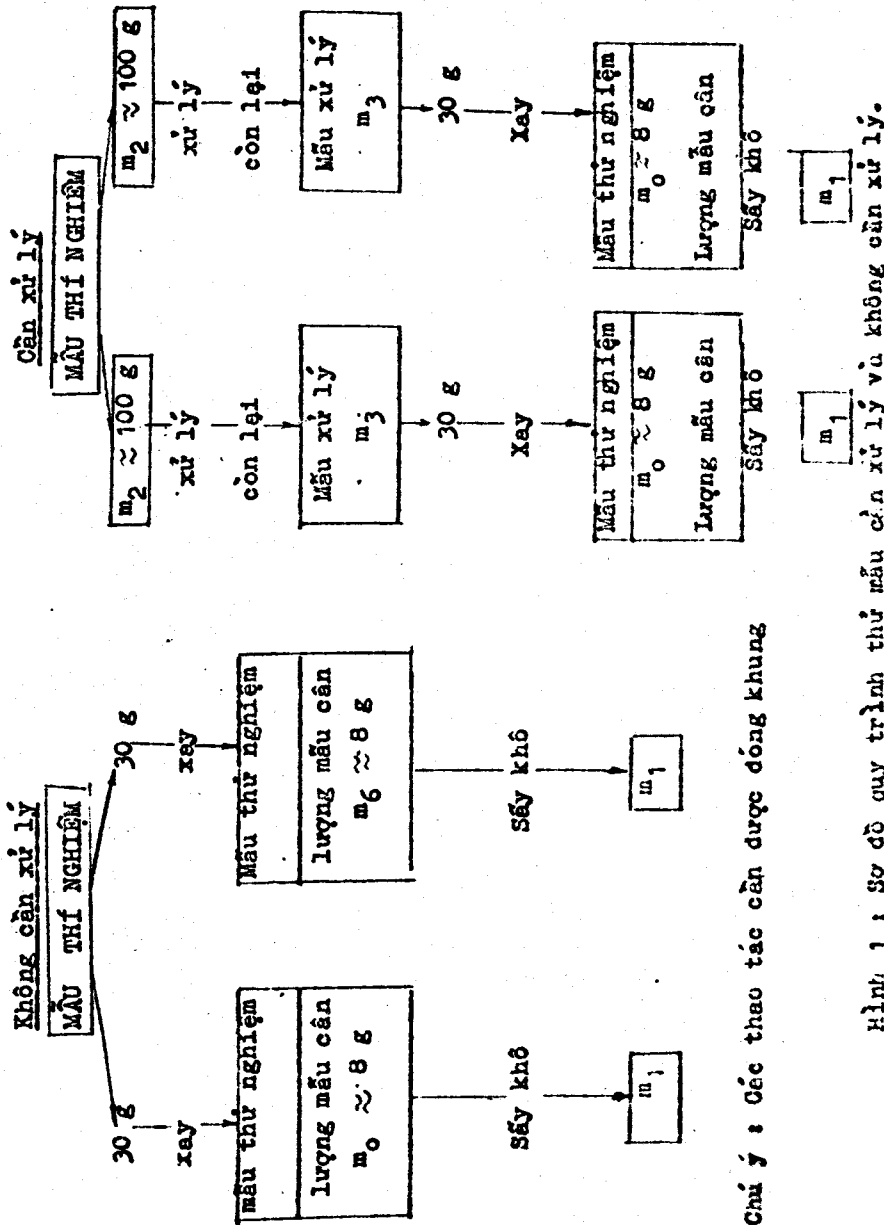 Không cần xử lý
MẪU THÍ NGHIỆM
30 g
30 g
xay
xay
mẫu thử nghiệm
Mẫu thử nghiệm
lượng mẫu cân
lượng mẫu cân
m₀ ≈ 8 g
m₆ ≈ 8 g
Sấy khô
Sấy khô
m₁
m₁
Cần xử lý
MẪU THÍ NGHIỆM
m₂ ≈ 100 g
m₂ ≈ 100 g
xử lý
xử lý
còn lại
còn lại
Mẫu xử lý
Mẫu xử lý
m₃
m₃
30 g
30 g
Xay
Xay
Mẫu thử nghiệm
Mẫu thử nghiệm
m₀ ≈ 8 g
m₀ ≈ 8 g
Lượng mẫu cân
Lượng mẫu cân
Sấy khô
Sấy khô
m₁
m₁
Chú ý : Các thao tác cần được đóng khung
Hình 1 : Sơ đồ quy trình thử mẫu cần xử lý và không cần xử lý.